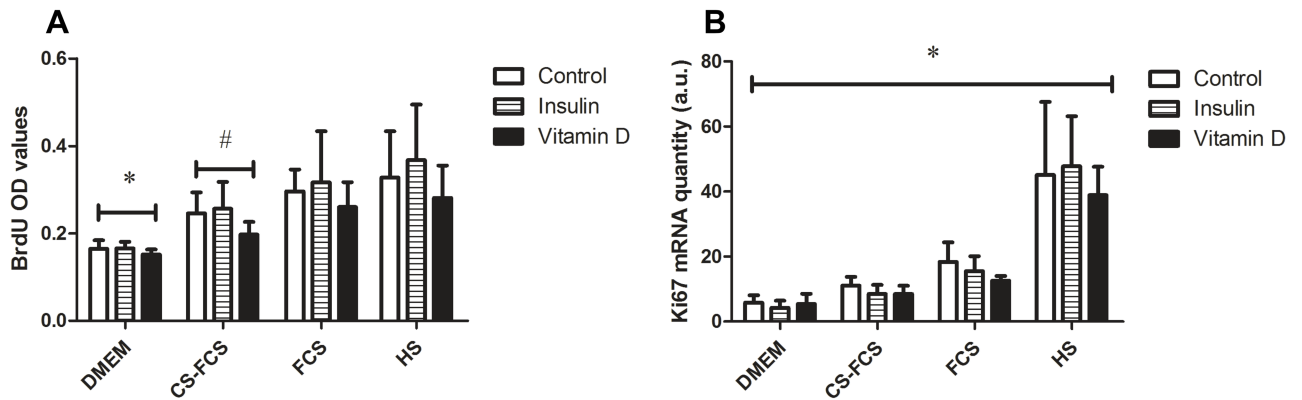 A
BrdU OD values
0.6
0.4
0.2
0.0
*
#
DMEM
CS-FCS
FCS
HS
Control
Insulin
Vitamin D
B
Ki67 mRNA quantity (a.u.)
80
60
40
20
0
*
DMEM
CS-FCS
FCS
HS
Control
Insulin
Vitamin D